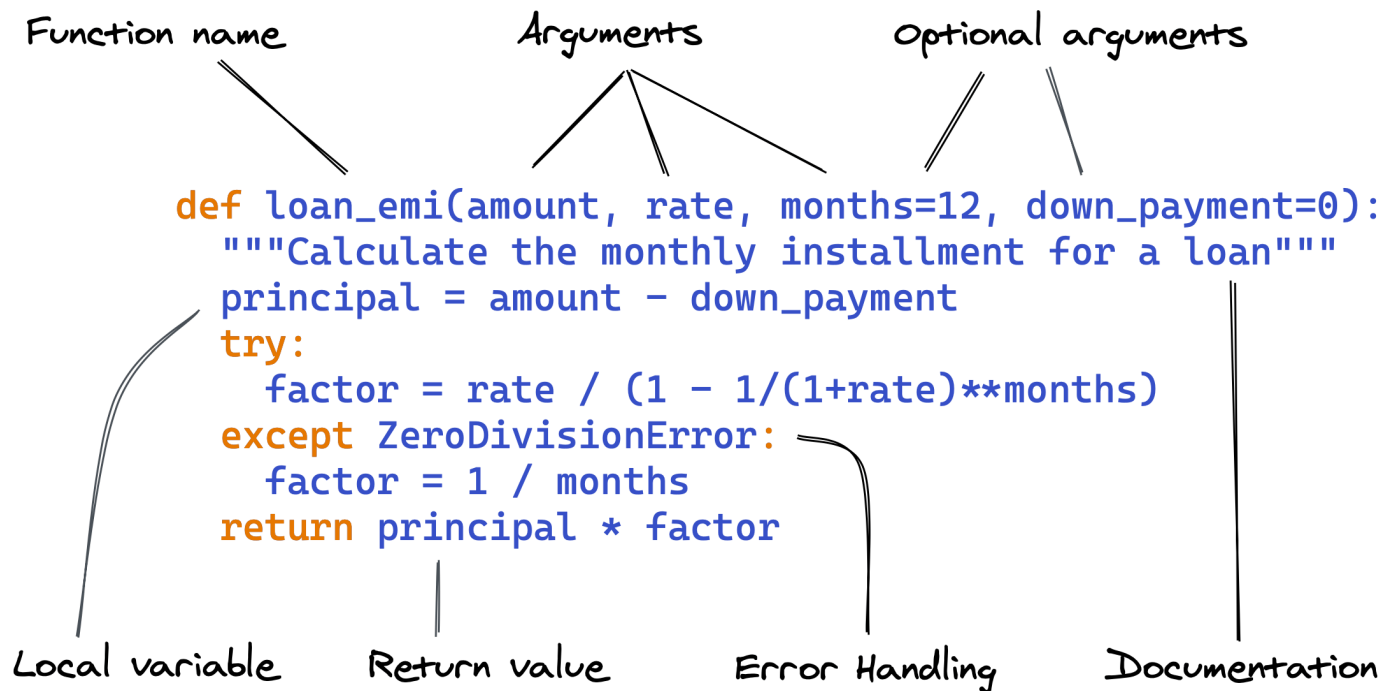 Function name
Arguments
Optional arguments
def loan_emi(amount, rate, months=12, down_payment=0):
"""Calculate the monthly installment for a loan"""
principal = amount - down_payment
try:
factor = rate / (1 - 1/(1+rate)**months)
except ZeroDivisionError:
factor = 1 / months
return principal * factor
Local variable
Return value
Error Handling
Documentation